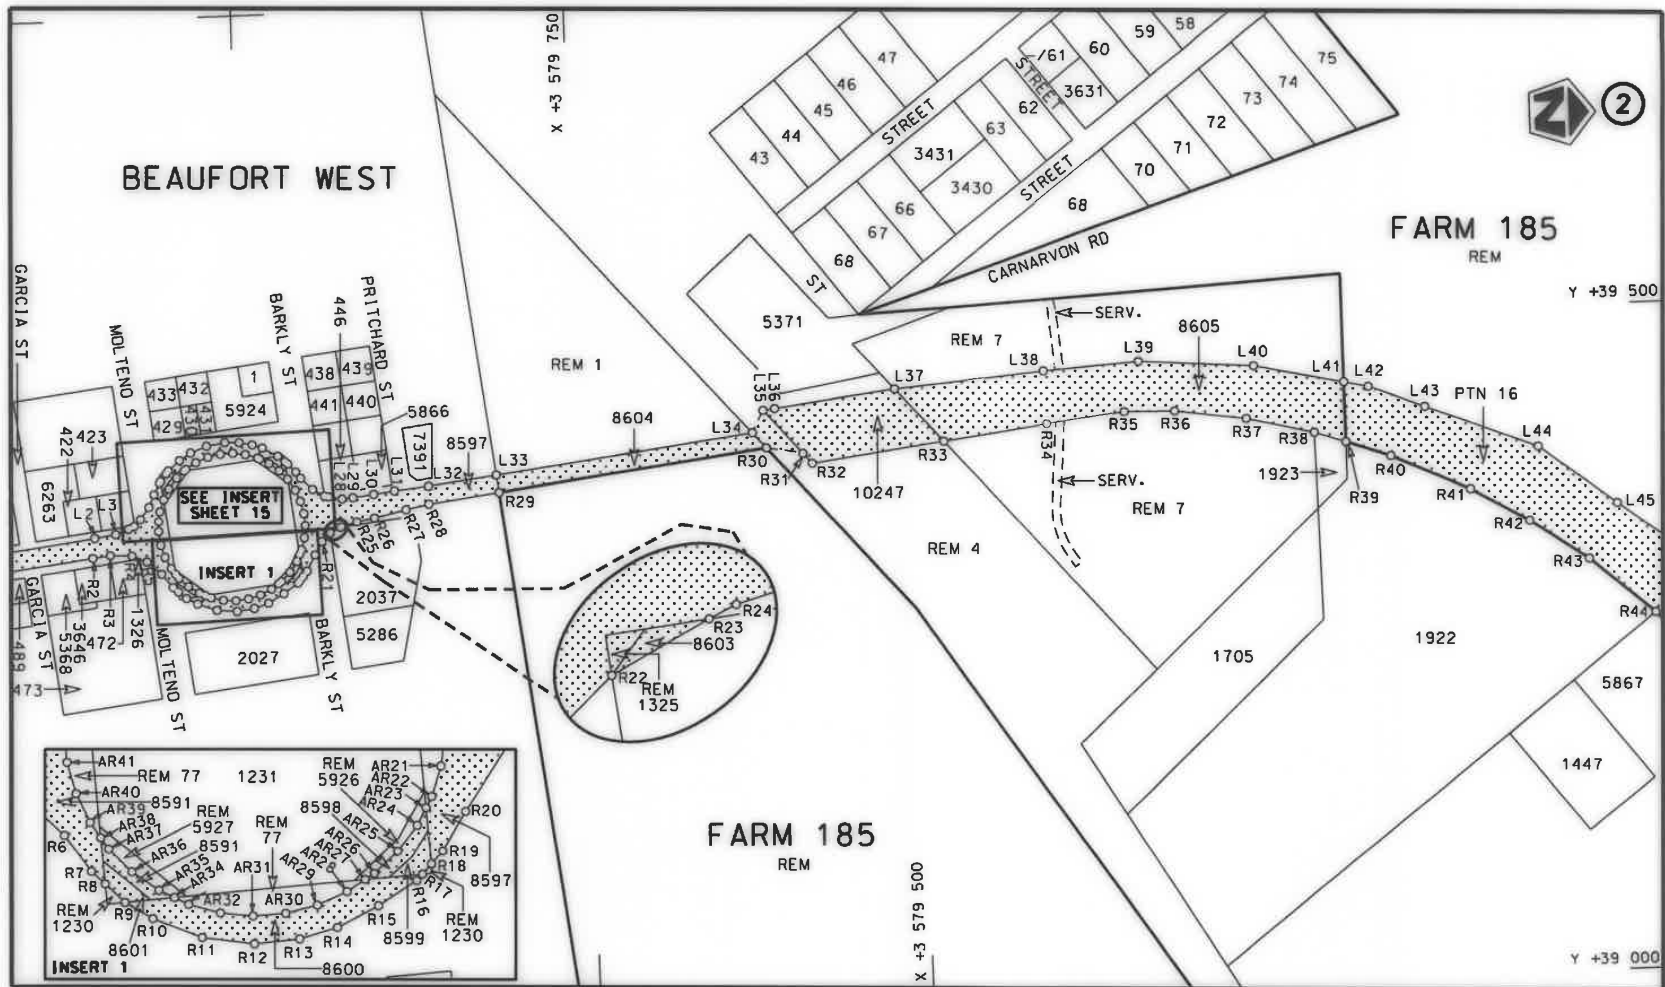 BEAUFORT WEST
X +3 579 750
47
46
45
44
43
STREET
/61
60
59
58
STREET
3631
62
63
3431
3430
66
67
68
ST
STREET
75
74
73
72
71
70
68
CARNARVON RD
2
FARM 185
REM
Y +39 500
GARCIA ST
MOLTENO ST
BARKLY ST
446
PRITCHARD ST
433
432
1
429
430
431
5924
438
439
441
440
5866
7391
8597
422
423
6263
L2
L3
SEE INSERT
SHEET 15
INSERT 1
L28
L29
L30
L31
L32
L33
R29
R28
R27
R26
R25
R21
REM 1
8604
5371
L34
L35
L36
L37
L38
L39
L40
L41
L42
L43
L44
L45
REM 7
SERV.
8605
PTN 16
R30
R31
R32
R33
R34
R35
R36
R37
R38
R39
R40
R41
R42
R43
R44
10247
SERV.
REM 7
1923
REM 4
GARCIA ST
489
473
5368
3646
R2
R3
472
1326
MOLTENO ST
2027
BARKLY ST
2037
5286
R24
R23
8603
R22
REM
1325
1705
1922
5867
1447
FARM 185
REM
X +3 579 500
Y +39 000
AR41
REM 77
AR40
8591
AR39
AR38
AR37
REM
5927
AR36
8591
AR35
AR34
1231
REM
77
AR31
AR32
AR30
AR29
AR28
AR27
AR26
AR25
8598
REM
5926
AR24
AR23
AR22
AR21
R20
R19
R18
8597
R17
R16
REM
1230
R15
8599
R14
R13
R12
8600
R11
R10
8601
R9
REM
1230
R8
R7
R6
INSERT 1